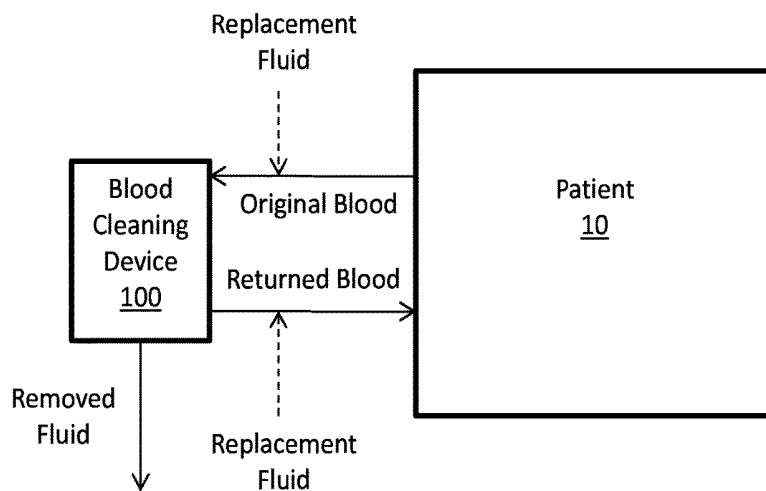 Replacement
Fluid
Blood
Cleaning
Device
100
Original Blood
Returned Blood
Patient
10
Removed
Fluid
Replacement
Fluid